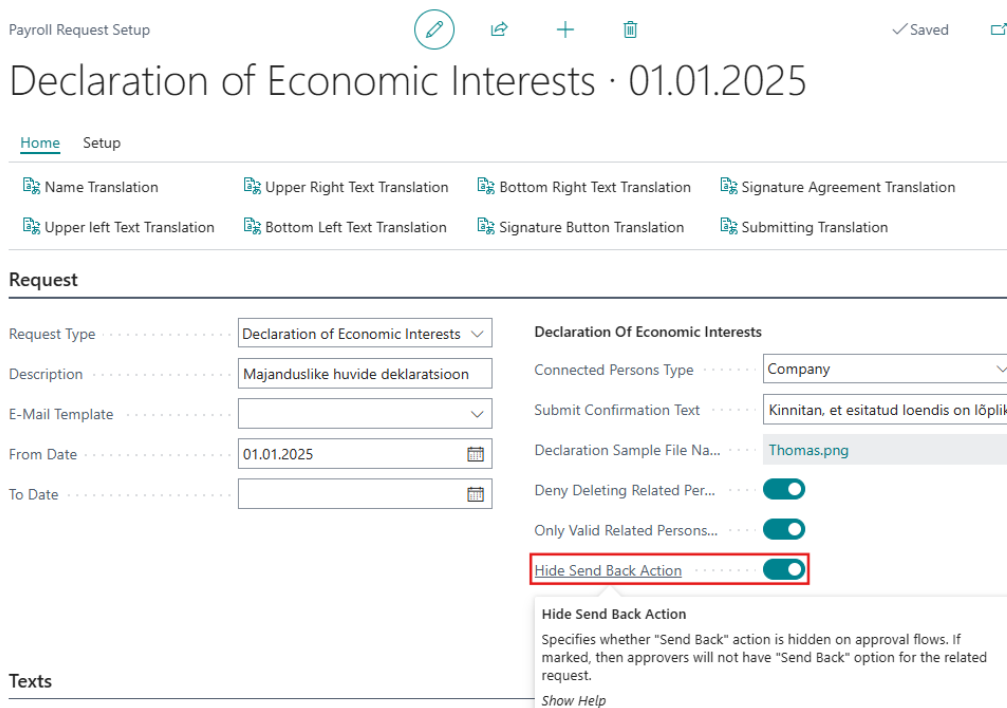 Payroll Request Setup
Saved
Declaration of Economic Interests · 01.01.2025
Home Setup
Name Translation Upper Right Text Translation Bottom Right Text Translation Signature Agreement Translation
Upper left Text Translation Bottom Left Text Translation Signature Button Translation Submitting Translation
Request
Request Type Declaration of Economic Interests
Description Majanduslike huvide deklaratsioon
E-Mail Template
From Date 01.01.2025
To Date
Declaration Of Economic Interests
Connected Persons Type Company
Submit Confirmation Text Kinnitan, et esitatud loendis on lõplik
Declaration Sample File Na... Thomas.png
Deny Deleting Related Per...
Only Valid Related Persons...
Hide Send Back Action
Hide Send Back Action
Specifies whether "Send Back" action is hidden on approval flows. If
marked, then approvers will not have "Send Back" option for the related
request.
Show Help
Texts